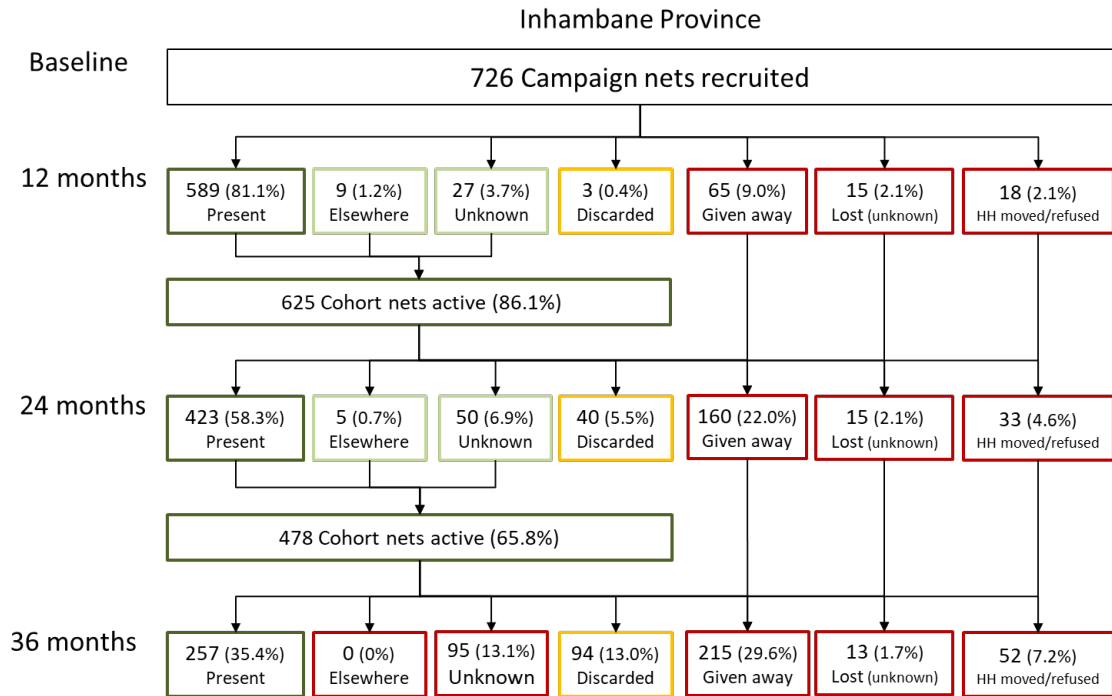 Inhambane Province
Baseline
726 Campaign nets recruited
12 months
589 (81.1%)
Present
9 (1.2%)
Elsewhere
27 (3.7%)
Unknown
3 (0.4%)
Discarded
65 (9.0%)
Given away
15 (2.1%)
Lost (unknown)
18 (2.1%)
HH moved/refused
625 Cohort nets active (86.1%)
24 months
423 (58.3%)
Present
5 (0.7%)
Elsewhere
50 (6.9%)
Unknown
40 (5.5%)
Discarded
160 (22.0%)
Given away
15 (2.1%)
Lost (unknown)
33 (4.6%)
HH moved/refused
478 Cohort nets active (65.8%)
36 months
257 (35.4%)
Present
0 (0%)
Elsewhere
95 (13.1%)
Unknown
94 (13.0%)
Discarded
215 (29.6%)
Given away
13 (1.7%)
Lost (unknown)
52 (7.2%)
HH moved/refused